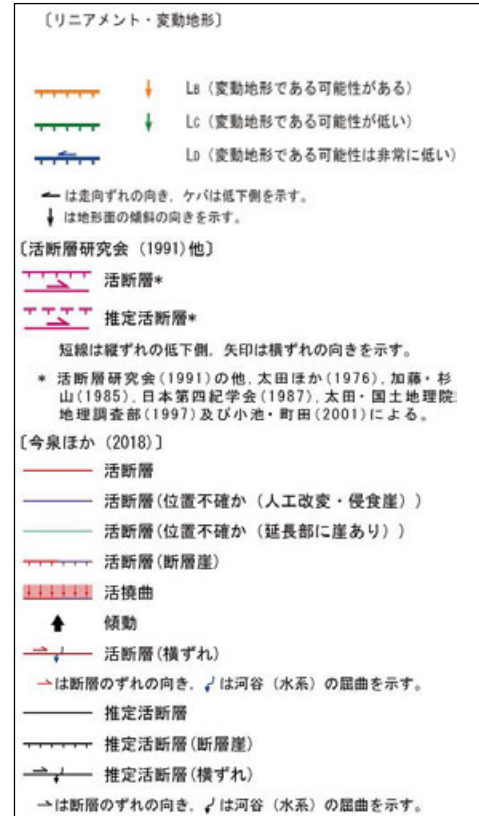 〔リニアメント・変動地形〕
LB（変動地形である可能性がある）
LC（変動地形である可能性が低い）
LD（変動地形である可能性は非常に低い）
は走向ずれの向き，ケバは低下側を示す。
は地形面の傾斜の向きを示す。
〔活断層研究会（1991）他〕
活断層*
推定活断層*
短線は縦ずれの低下側，矢印は横ずれの向きを示す。
* 活断層研究会（1991）の他，太田ほか（1976），加藤・杉
山（1985），日本第四紀学会（1987），太田・国土地理院
地理調査部（1997）及び小池・町田（2001）による。
〔今泉ほか（2018）〕
活断層
活断層（位置不確か（人工改変・侵食崖））
活断層（位置不確か（延長部に崖あり））
活断層（断層崖）
活撓曲
傾動
活断層（横ずれ）
は断層のずれの向き，は河谷（水系）の屈曲を示す。
推定活断層
推定活断層（断層崖）
推定活断層（横ずれ）
は断層のずれの向き，は河谷（水系）の屈曲を示す。